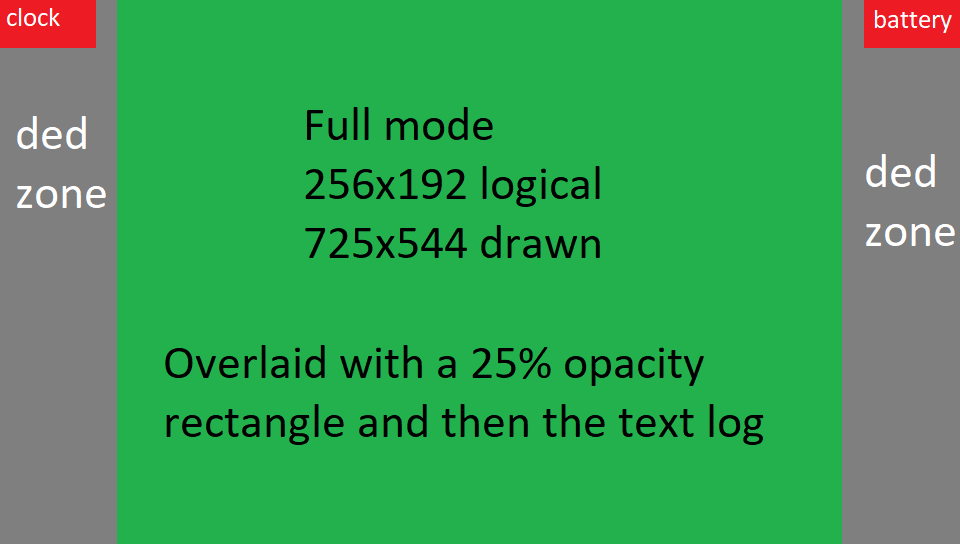 clock
battery
ded
zone
Full mode
256x192 logical
725x544 drawn
ded
zone
Overlaid with a 25% opacity
rectangle and then the text log